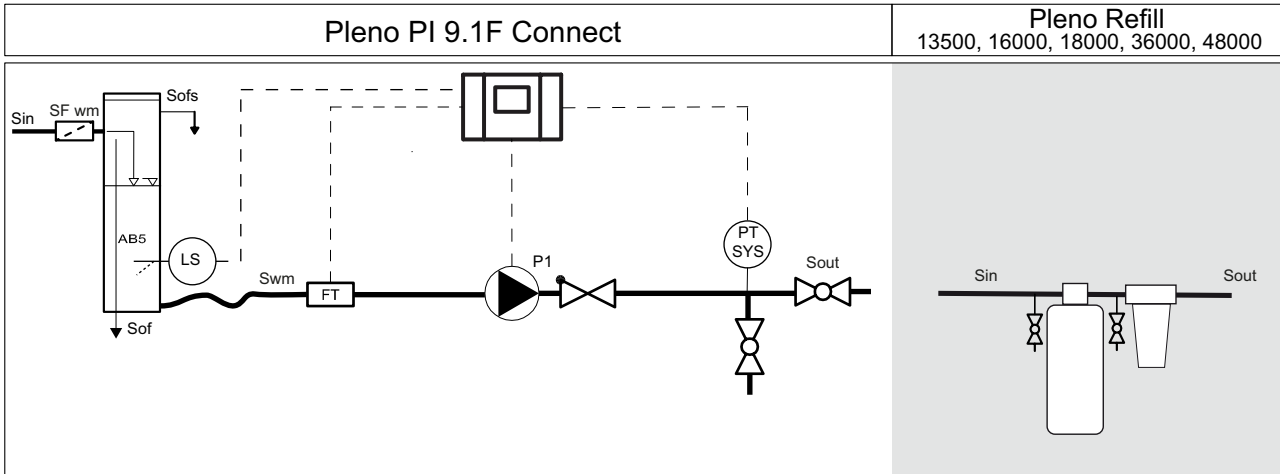 Pleno PI 9.1F Connect
Pleno Refill
13500, 16000, 18000, 36000, 48000
Sin
SF wm
Sofs
AB5
LS
Swm
FT
P1
PT
SYS
Sout
Sof
Sin
Sout